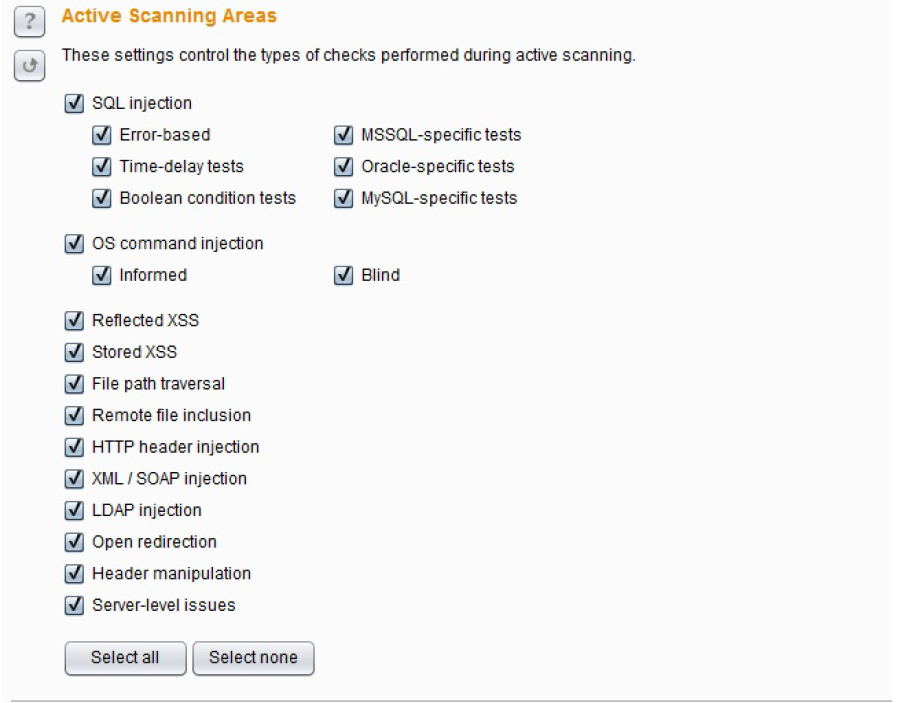 ?
Active Scanning Areas
These settings control the types of checks performed during active scanning.
SQL injection
Error-based MSSQL-specific tests
Time-delay tests Oracle-specific tests
Boolean condition tests MySQL-specific tests
OS command injection
Informed Blind
Reflected XSS
Stored XSS
File path traversal
Remote file inclusion
HTTP header injection
XML / SOAP injection
LDAP injection
Open redirection
Header manipulation
Server-level issues
Select all Select none